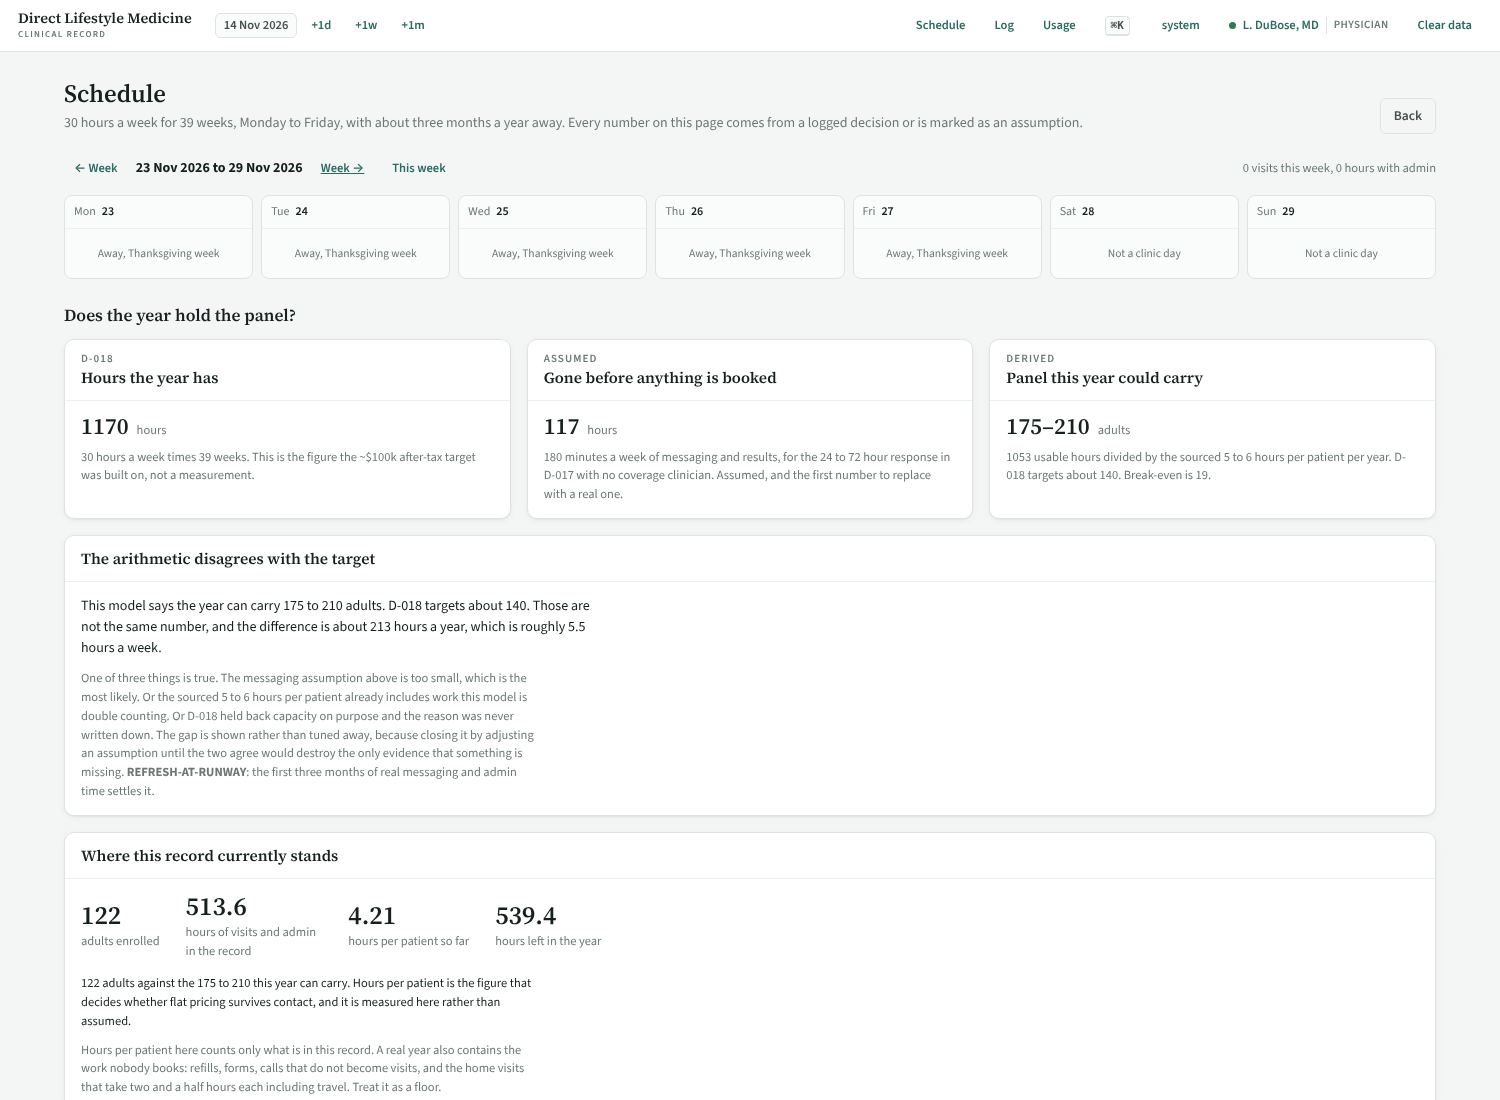 Direct Lifestyle Medicine
CLINICAL RECORD
14 Nov 2026 +1d +1w +1m
Schedule Log Usage ⌘K system L. DuBose, MD PHYSICIAN Clear data
Schedule
30 hours a week for 39 weeks, Monday to Friday, with about three months a year away. Every number on this page comes from a logged decision or is marked as an assumption.
Back
← Week 23 Nov 2026 to 29 Nov 2026 Week → This week
0 visits this week, 0 hours with admin
Mon 23
Away, Thanksgiving week
Tue 24
Away, Thanksgiving week
Wed 25
Away, Thanksgiving week
Thu 26
Away, Thanksgiving week
Fri 27
Away, Thanksgiving week
Sat 28
Not a clinic day
Sun 29
Not a clinic day
Does the year hold the panel?
D-018
Hours the year has
1170 hours
30 hours a week times 39 weeks. This is the figure the ~$100k after-tax target
was built on, not a measurement.
ASSUMED
Gone before anything is booked
117 hours
180 minutes a week of messaging and results, for the 24 to 72 hour response in
D-017 with no coverage clinician. Assumed, and the first number to replace
with a real one.
DERIVED
Panel this year could carry
175–210 adults
1053 usable hours divided by the sourced 5 to 6 hours per patient per year. D-
018 targets about 140. Break-even is 19.
The arithmetic disagrees with the target
This model says the year can carry 175 to 210 adults. D-018 targets about 140. Those are
not the same number, and the difference is about 213 hours a year, which is roughly 5.5
hours a week.
One of three things is true. The messaging assumption above is too small, which is the
most likely. Or the sourced 5 to 6 hours per patient already includes work this model is
double counting. Or D-018 held back capacity on purpose and the reason was never
written down. The gap is shown rather than tuned away, because closing it by adjusting
an assumption until the two agree would destroy the only evidence that something is
missing. REFRESH-AT-RUNWAY: the first three months of real messaging and admin
time settles it.
Where this record currently stands
122
adults enrolled
513.6
hours of visits and admin
in the record
4.21
hours per patient so far
539.4
hours left in the year
122 adults against the 175 to 210 this year can carry. Hours per patient is the figure that
decides whether flat pricing survives contact, and it is measured here rather than
assumed.
Hours per patient here counts only what is in this record. A real year also contains the
work nobody books: refills, forms, calls that do not become visits, and the home visits
that take two and a half hours each including travel. Treat it as a floor.